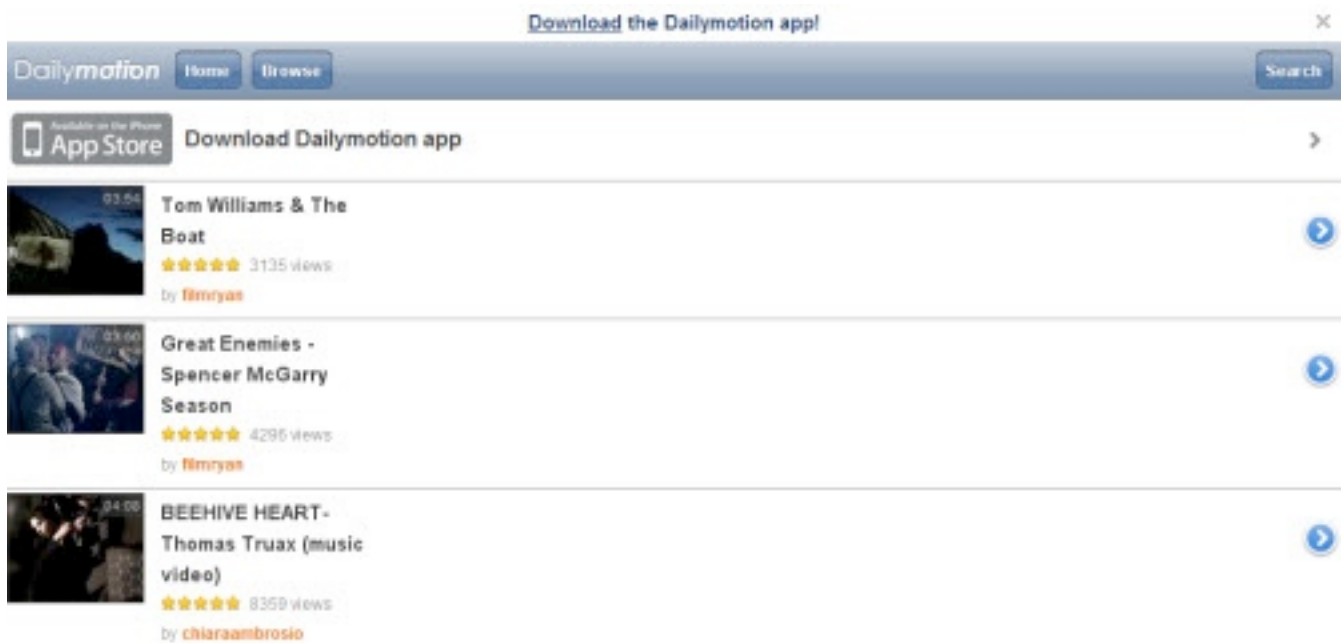 Download the Dailymotion app!
Dailymotion Home Browse Search
Available on the iPhone
App Store Download Dailymotion app
03:54
Tom Williams & The
Boat
3135 views
by filmryan
Great Enemies -
Spencer McGarry
Season
4295 views
by filmryan
04:08
BEEHIVE HEART-
Thomas Truax (music
video)
8359 views
by chiaraambrosio